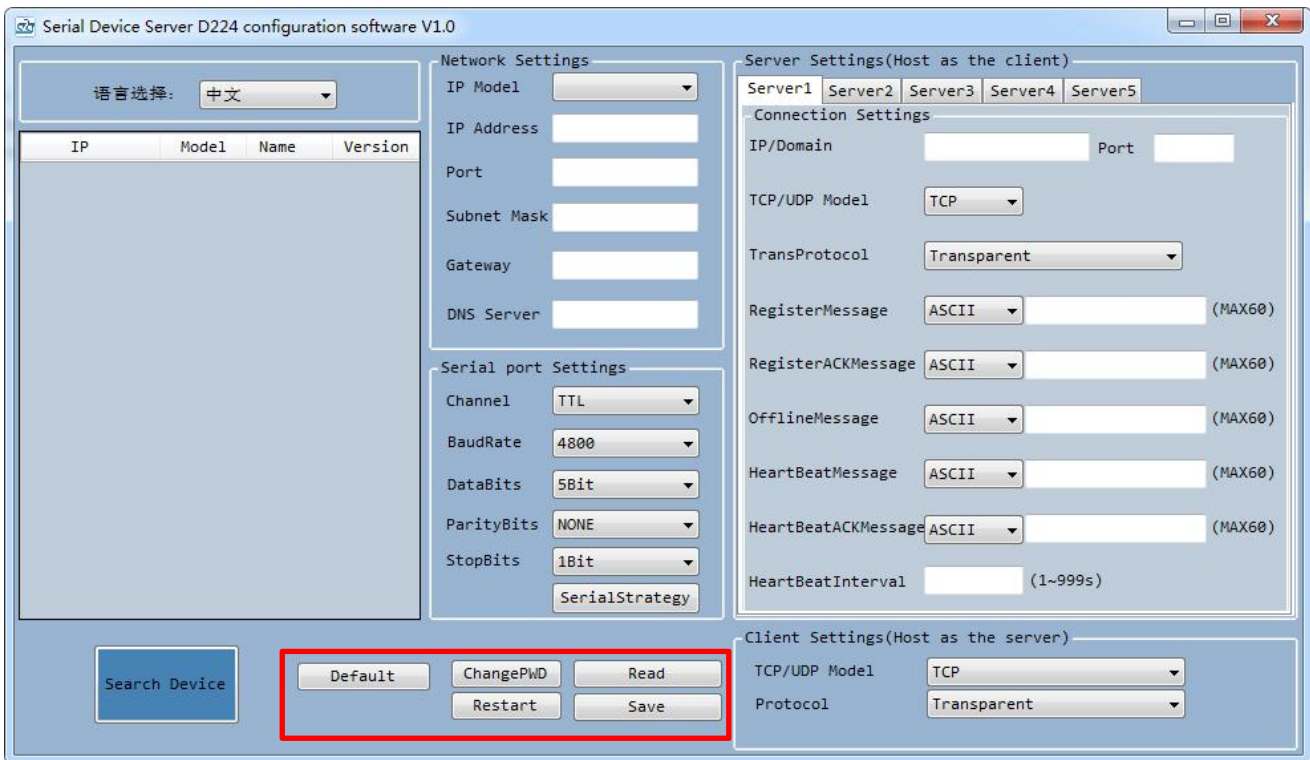 Serial Device Server D224 configuration software V1.0
语言选择: 中文
IP Model Name Version
Search Device
Network Settings
IP Model
IP Address
Port
Subnet Mask
Gateway
DNS Server
Serial port Settings
Channel TTL
BaudRate 4800
DataBits 5Bit
ParityBits NONE
StopBits 1Bit
SerialStrategy
Default ChangePWD Read
Restart Save
Server Settings(Host as the client)
Server1 Server2 Server3 Server4 Server5
Connection Settings
IP/Domain Port
TCP/UDP Model TCP
TransProtocol Transparent
RegisterMessage ASCII (MAX60)
RegisterACKMessage ASCII (MAX60)
OfflineMessage ASCII (MAX60)
HeartBeatMessage ASCII (MAX60)
HeartBeatACKMessage ASCII (MAX60)
HeartBeatInterval (1~999s)
Client Settings(Host as the server)
TCP/UDP Model TCP
Protocol Transparent